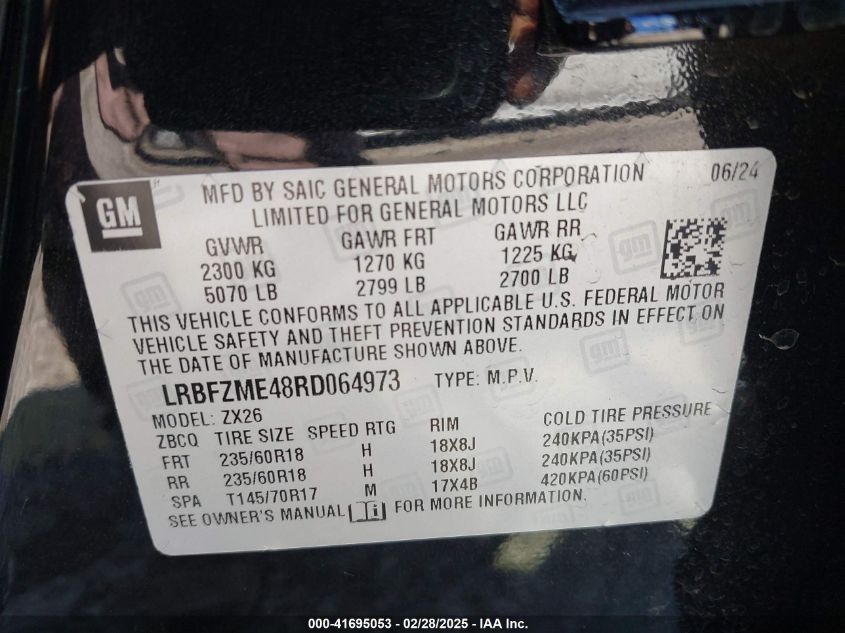 GM
MFD BY SAIC GENERAL MOTORS CORPORATION 06/24
LIMITED FOR GENERAL MOTORS LLC
GVWR GAWR FRT GAWR RR
2300 KG 1270 KG 1225 KG
5070 LB 2799 LB 2700 LB
THIS VEHICLE CONFORMS TO ALL APPLICABLE U.S. FEDERAL MOTOR
VEHICLE SAFETY AND THEFT PREVENTION STANDARDS IN EFFECT ON
THE DATE OF MANUFACTURE SHOWN ABOVE.
LRBFZME48RD064973 TYPE: M.P.V.
MODEL: ZX26
ZBCQ TIRE SIZE SPEED RTG RIM COLD TIRE PRESSURE
FRT 235/60R18 H 18X8J 240KPA(35PSI)
RR 235/60R18 H 18X8J 240KPA(35PSI)
SPA T145/70R17 M 17X4B 420KPA(60PSI)
SEE OWNER'S MANUAL i FOR MORE INFORMATION.
000-41695053 — 02/28/2025 — IAA Inc.